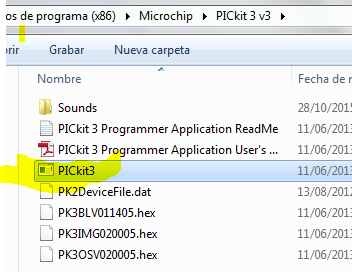 os de programa (x86) ▸ Microchip ▸ PICkit 3 v3 ▸
Grabar Nueva carpeta
Nombre Fecha de
Sounds 28/10/2015
PICkit 3 Programmer Application ReadMe 11/06/2013
PICkit 3 Programmer Application User's ... 11/06/2013
PICkit3 11/06/2013
PK2DeviceFile.dat 13/08/2012
PK3BLV011405.hex 11/06/2013
PK3IMG020005.hex 11/06/2013
PK3OSV020005.hex 11/06/2013